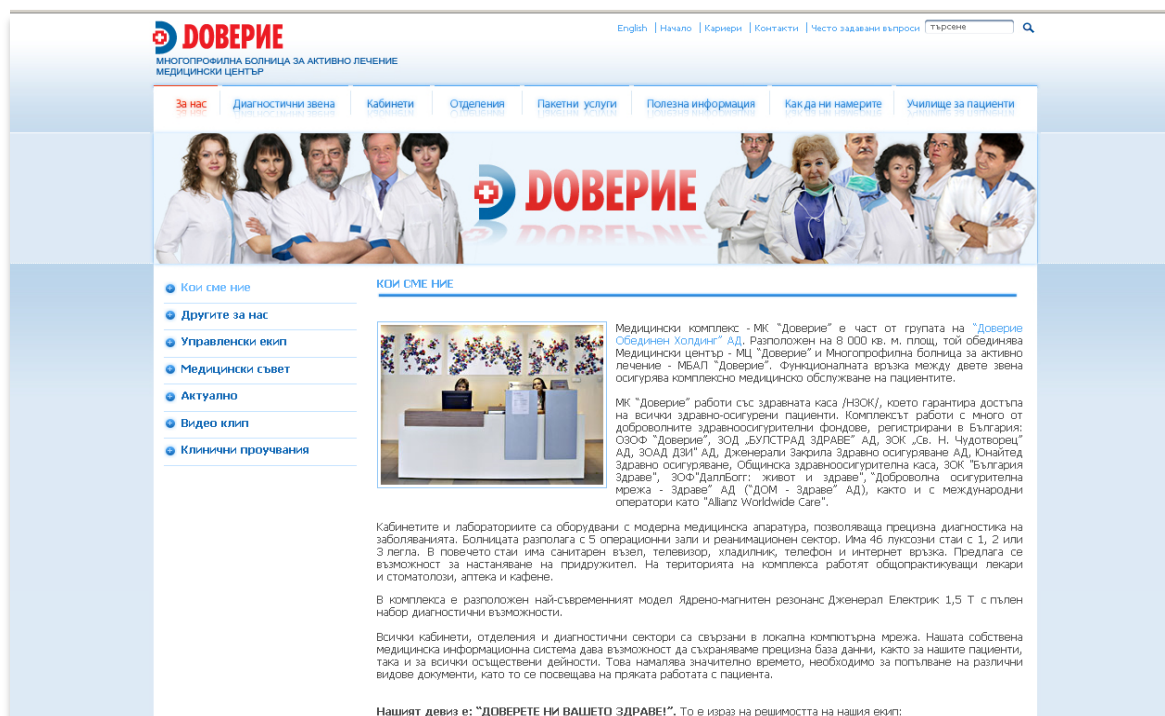 ДОВЕРИЕ
МНОГОПРОФИЛНА БОЛНИЦА ЗА АКТИВНО ЛЕЧЕНИЕ
МЕДИЦИНСКИ ЦЕНТЪР
English | Начало | Кариери | Контакти | Често задавани въпроси търсене
За нас Диагностични звена Кабинети Отделения Пакетни услуги Полезна информация Как да ни намерите Училище за пациенти
ДОВЕРИЕ
Кои сме ние
Другите за нас
Управленски екип
Медицински съвет
Актуално
Видео клип
Клинични проучвания
КОИ СМЕ НИЕ
Медицински комплекс - МК “Доверие” е част от групата на “Доверие
Обединен Холдинг” АД. Разположен на 8 000 кв. м. площ, той обединява
Медицински център - МЦ “Доверие” и Многопрофилна болница за активно
лечение - МБАЛ “Доверие”. Функционалната връзка между двете звена
осигурява комплексно медицинско обслужване на пациентите.
МК “Доверие” работи със здравната каса /НЗОК/, което гарантира достъпа
на всички здравно-осигурени пациенти. Комплексът работи с много от
доброволните здравноосигурителни фондове, регистрирани в България:
ОЗОФ “Доверие”, ЗОД „БУЛСТРАД ЗДРАВЕ” АД, ЗОК „Св. Н. Чудотворец”
АД, ЗОАД ДЗИ" АД, Дженерали Закрила Здравно осигуряване АД, Юнайтед
Здравно осигуряване, Общинска здравноосигурителна каса, ЗОК "България
Здраве", ЗОФ"ДаллБогг: живот и здраве", “Доброволна осигурителна
мрежа - Здраве” АД (“ДОМ - Здраве” АД), както и с международни
оператори като "Allianz Worldwide Care".
Кабинетите и лабораториите са оборудвани с модерна медицинска апаратура, позволяваща прецизна диагностика на
заболяванията. Болницата разполага с 5 операционни зали и реанимационен сектор. Има 46 луксозни стаи с 1, 2 или
3 легла. В повечето стаи има санитарен възел, телевизор, хладилник, телефон и интернет връзка. Предлага се
възможност за настаняване на придружител. На територията на комплекса работят общопрактикуващи лекари
и стоматолози, аптека и кафене.
В комплекса е разположен най-съвременният модел Ядрено-магнитен резонанс Дженерал Електрик 1,5 Т с пълен
набор диагностични възможности.
Всички кабинети, отделения и диагностични сектори са свързани в локална компютърна мрежа. Нашата собствена
медицинска информационна система дава възможност да съхраняваме прецизна база данни, както за нашите пациенти,
така и за всички осъществени дейности. Това намалява значително времето, необходимо за попълване на различни
видове документи, като то се посвещава на пряката работата с пациента.
Нашият девиз е: “ДОВЕРЕТЕ НИ ВАШЕТО ЗДРАВЕ!”. То е израз на решимостта на нашия екип: